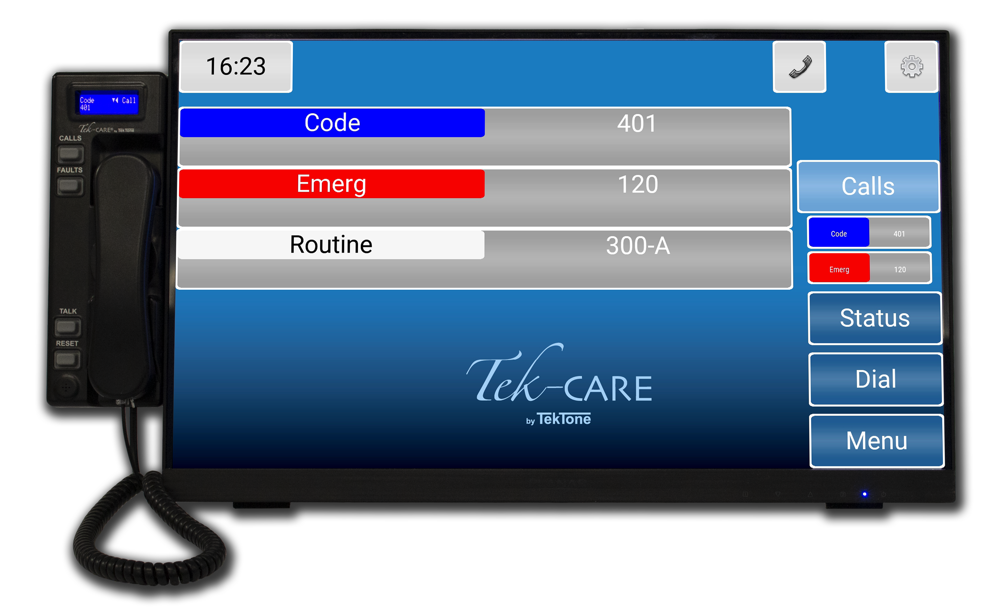 Code ▼◀ Call
401
Tek-CARE® by TekTone
CALLS
FAULTS
TALK
RESET
16:23
Code 401
Emerg 120
Routine 300-A
Calls
Code 401
Emerg 120
Status
Dial
Menu
Tek-CARE
by TekTone